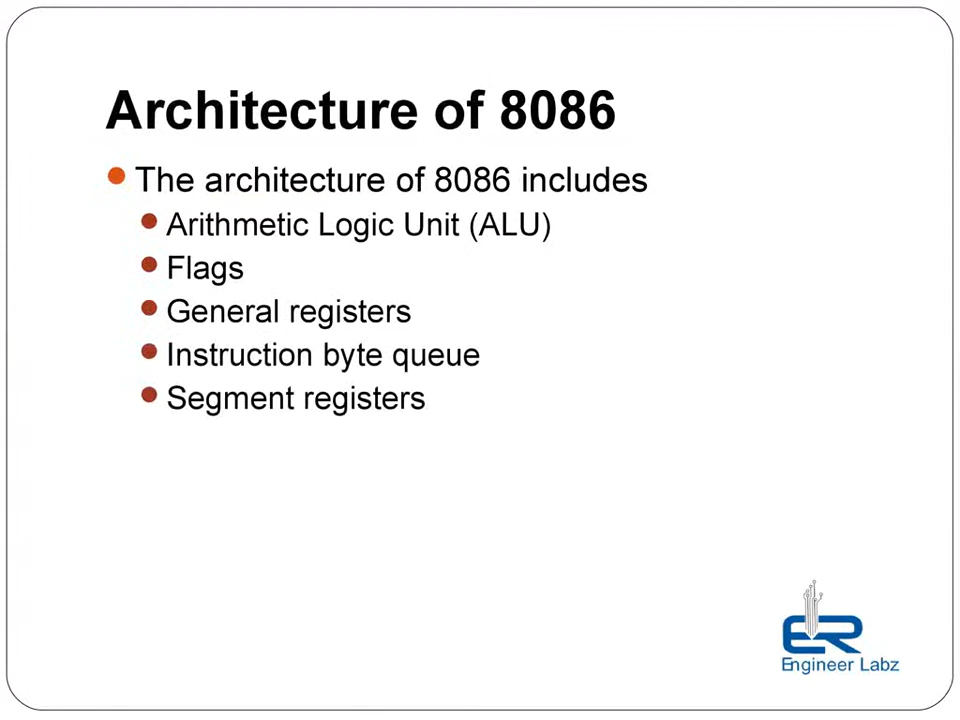 Architecture of 8086
The architecture of 8086 includes
Arithmetic Logic Unit (ALU)
Flags
General registers
Instruction byte queue
Segment registers
ER
Engineer Labz